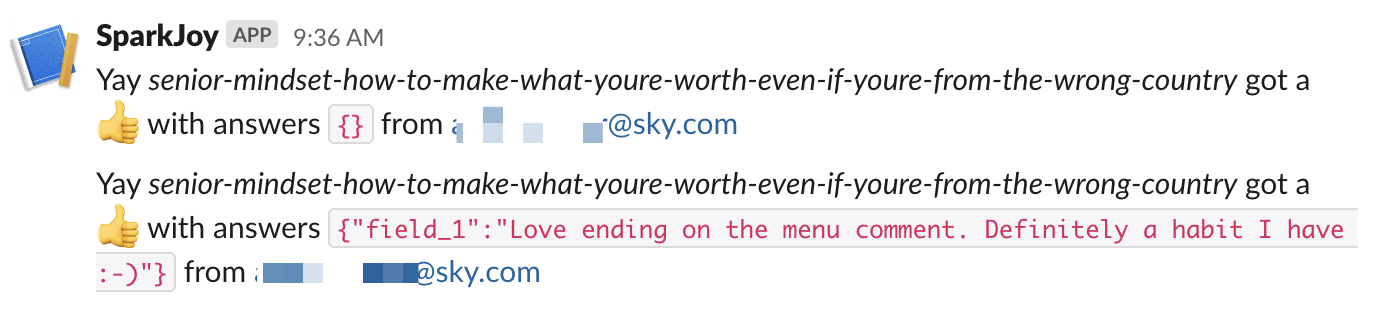 SparkJoy APP 9:36 AM
Yay senior-mindset-how-to-make-what-youre-worth-even-if-youre-from-the-wrong-country got a
👍 with answers {} from @sky.com
Yay senior-mindset-how-to-make-what-youre-worth-even-if-youre-from-the-wrong-country got a
👍 with answers {"field_1":"Love ending on the menu comment. Definitely a habit I have
:-)"} from @sky.com